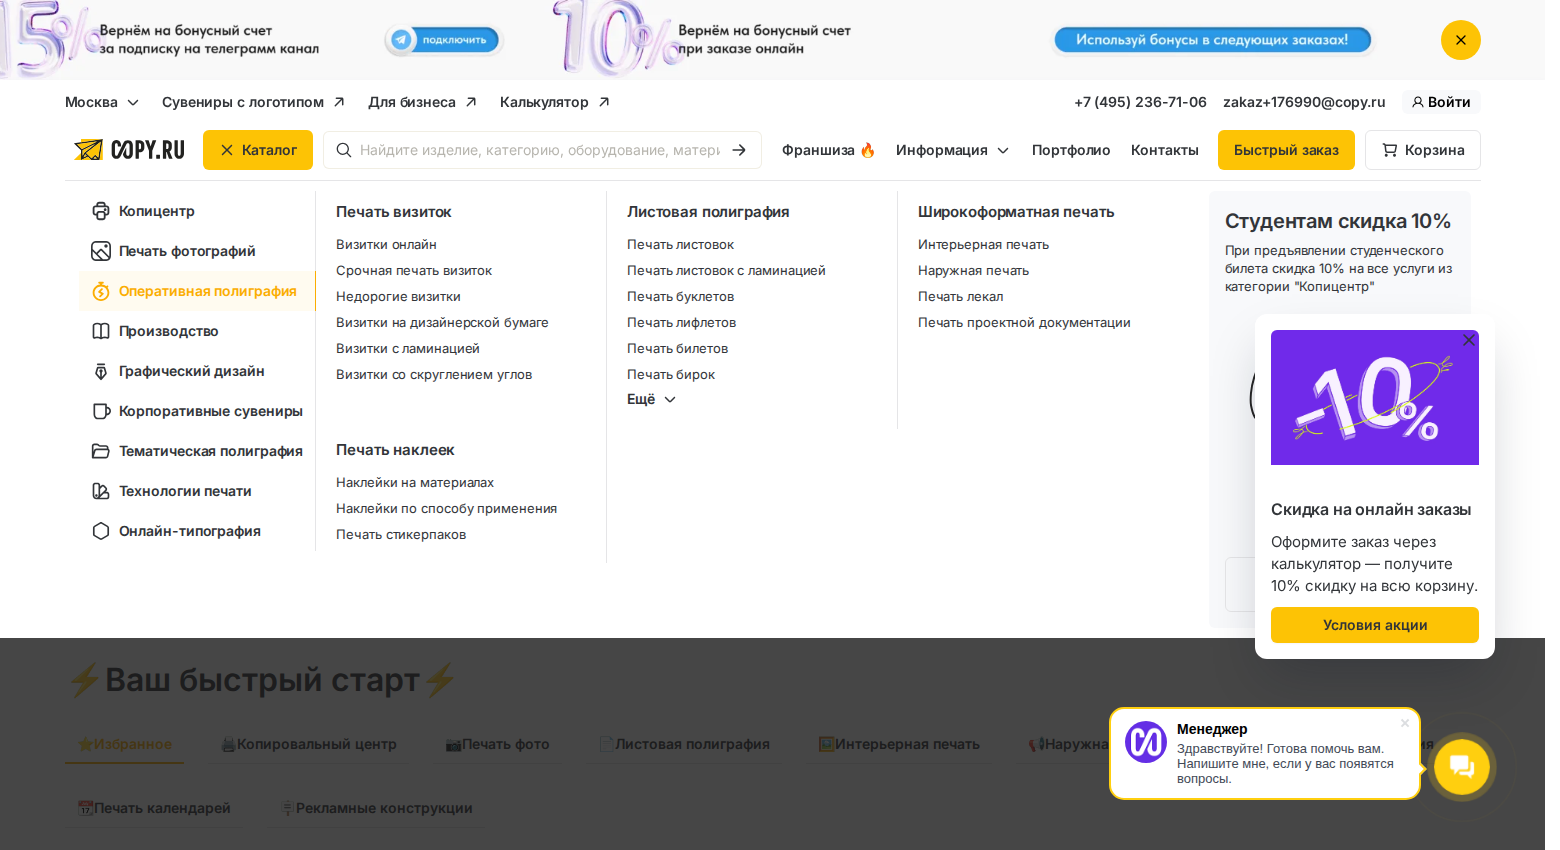 15%
Вернём на бонусный счет
за подписку на телеграмм канал
подключить
10%
Вернём на бонусный счет
при заказе онлайн
Используй бонусы в следующих заказах!
Москва
Сувениры с логотипом
Для бизнеса
Калькулятор
+7 (495) 236-71-06
zakaz+176990@copy.ru
Войти
COPY.RU
Каталог
Найдите изделие, категорию, оборудование, матери
Франшиза 🔥
Информация
Портфолио
Контакты
Быстрый заказ
Корзина
Копицентр
Печать фотографий
Оперативная полиграфия
Производство
Графический дизайн
Корпоративные сувениры
Тематическая полиграфия
Технологии печати
Онлайн-типография
Печать визиток
Визитки онлайн
Срочная печать визиток
Недорогие визитки
Визитки на дизайнерской бумаге
Визитки с ламинацией
Визитки со скруглением углов
Печать наклеек
Наклейки на материалах
Наклейки по способу применения
Печать стикерпаков
Листовая полиграфия
Печать листовок
Печать листовок с ламинацией
Печать буклетов
Печать лифлетов
Печать билетов
Печать бирок
Ещё
Широкоформатная печать
Интерьерная печать
Наружная печать
Печать лекал
Печать проектной документации
Студентам скидка 10%
При предъявлении студенческого
билета скидка 10% на все услуги из
категории "Копицентр"
-10%
Скидка на онлайн заказы
Оформите заказ через
калькулятор — получите
10% скидку на всю корзину.
Условия акции
⚡Ваш быстрый старт⚡
⭐Избранное
🖨️Копировальный центр
📷Печать фото
📄Листовая полиграфия
🖼️Интерьерная печать
📢Наружна
📆Печать календарей
🪧Рекламные конструкции
Менеджер
Здравствуйте! Готова помочь вам.
Напишите мне, если у вас появятся
вопросы.